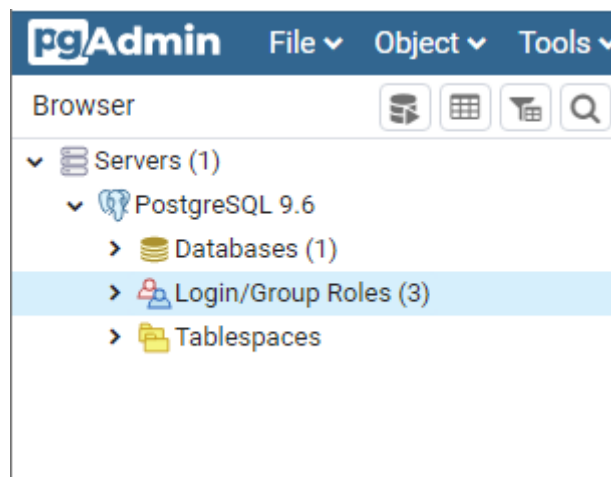 pgAdmin File Object Tools
Browser
Servers (1)
PostgreSQL 9.6
Databases (1)
Login/Group Roles (3)
Tablespaces